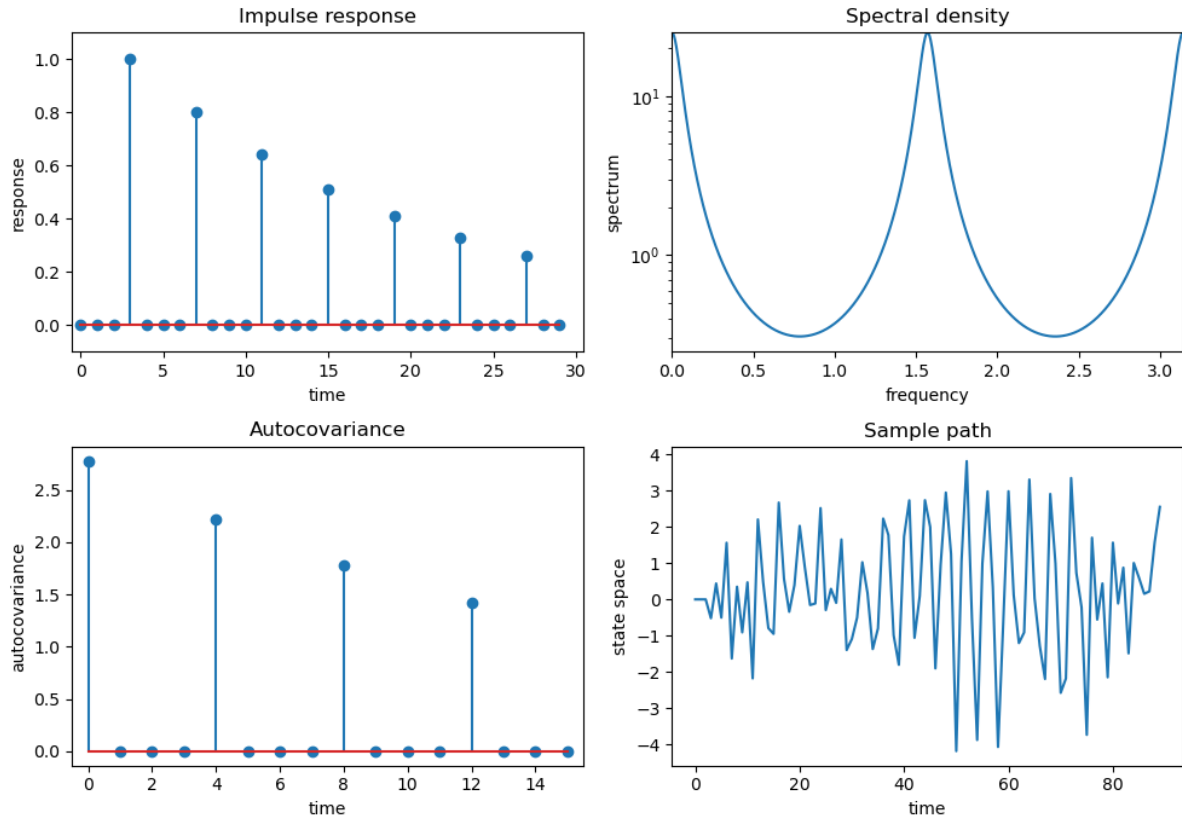 Impulse response
1.0
0.8
0.6
0.4
0.2
0.0
response
0 5 10 15 20 25 30
time
Spectral density
10¹
10⁰
spectrum
0.0 0.5 1.0 1.5 2.0 2.5 3.0
frequency
Autocovariance
2.5
2.0
1.5
1.0
0.5
0.0
autocovariance
0 2 4 6 8 10 12 14
time
Sample path
4
3
2
1
0
−1
−2
−3
−4
state space
0 20 40 60 80
time